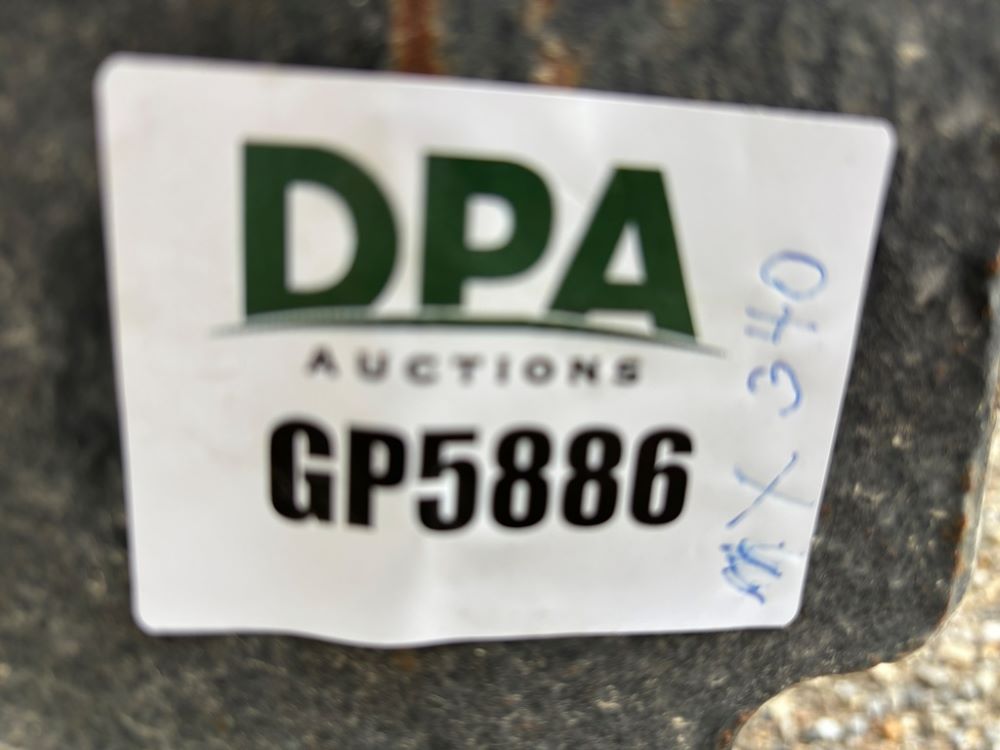 DPA
AUCTIONS
GP5886
X 340